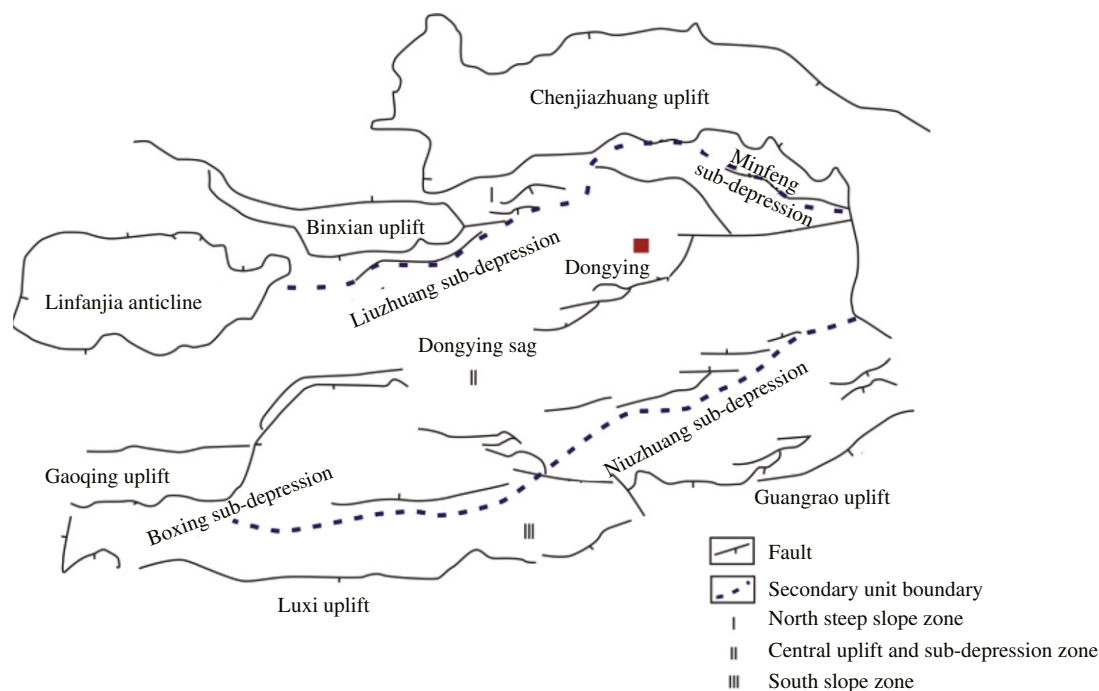 Chenjiazhuang uplift
Minfeng
sub-depression
I
Binxian uplift
Liuzhuang sub-depression
Dongying
Linfanjia anticline
Dongying sag
II
Niuzhuang sub-depression
Gaoqing uplift
Boxing sub-depression
Guangrao uplift
III
Luxi uplift
Fault
Secondary unit boundary
I North steep slope zone
II Central uplift and sub-depression zone
III South slope zone